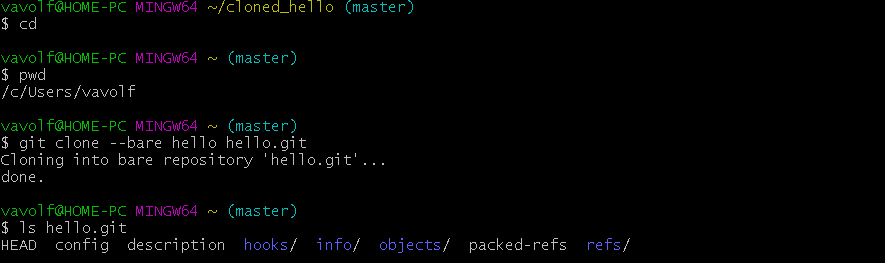 vavolf@HOME-PC MINGW64 ~/cloned_hello (master)
$ cd
vavolf@HOME-PC MINGW64 ~ (master)
$ pwd
/c/Users/vavolf
vavolf@HOME-PC MINGW64 ~ (master)
$ git clone --bare hello hello.git
Cloning into bare repository 'hello.git'...
done.
vavolf@HOME-PC MINGW64 ~ (master)
$ ls hello.git
HEAD  config  description  hooks/  info/  objects/  packed-refs  refs/